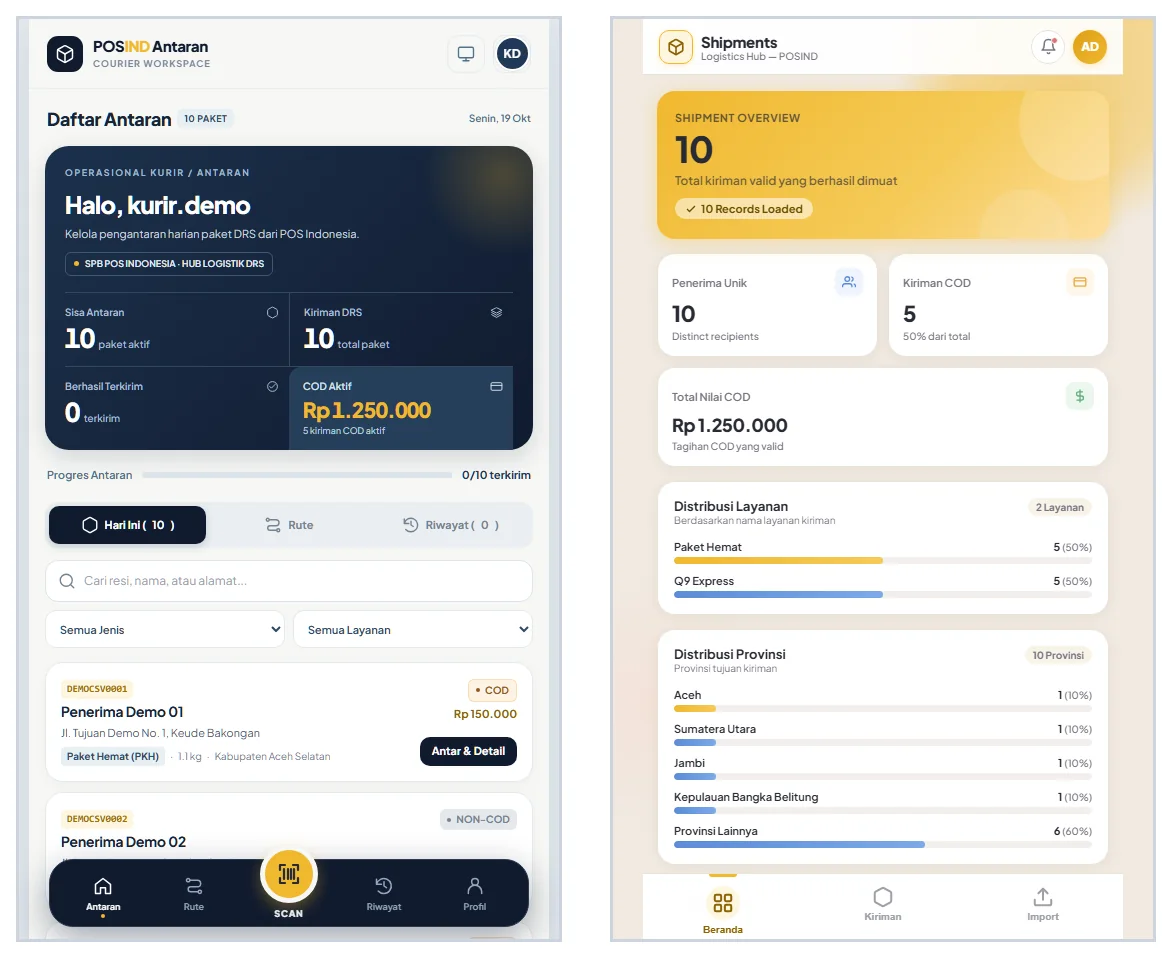 POSIND Antaran
COURIER WORKSPACE
KD
Daftar Antaran 10 PAKET
Senin, 19 Okt
OPERASIONAL KURIR / ANTARAN
Halo, kurir.demo
Kelola pengantaran harian paket DRS dari POS Indonesia.
SPB POS INDONESIA · HUB LOGISTIK DRS
Sisa Antaran
10 paket aktif
Kiriman DRS
10 total paket
Berhasil Terkirim
0 terkirim
COD Aktif
Rp 1.250.000
5 kiriman COD aktif
Progres Antaran
0/10 terkirim
Hari Ini ( 10 )
Rute
Riwayat ( 0 )
Cari resi, nama, atau alamat...
Semua Jenis
Semua Layanan
DEMOCSV0001
COD
Penerima Demo 01
Rp 150.000
Jl. Tujuan Demo No. 1, Keude Bakongan
Paket Hemat (PKH) · 1.1 kg · Kabupaten Aceh Selatan
Antar & Detail
DEMOCSV0002
NON-COD
Penerima Demo 02
Antaran
Rute
SCAN
Riwayat
Profil
Shipments
Logistics Hub — POSIND
AD
SHIPMENT OVERVIEW
10
Total kiriman valid yang berhasil dimuat
10 Records Loaded
Penerima Unik
10
Distinct recipients
Kiriman COD
5
50% dari total
Total Nilai COD
Rp 1.250.000
Tagihan COD yang valid
Distribusi Layanan
2 Layanan
Berdasarkan nama layanan kiriman
Paket Hemat 5 (50%)
Q9 Express 5 (50%)
Distribusi Provinsi
10 Provinsi
Provinsi tujuan kiriman
Aceh 1 (10%)
Sumatera Utara 1 (10%)
Jambi 1 (10%)
Kepulauan Bangka Belitung 1 (10%)
Provinsi Lainnya 6 (60%)
Beranda
Kiriman
Import